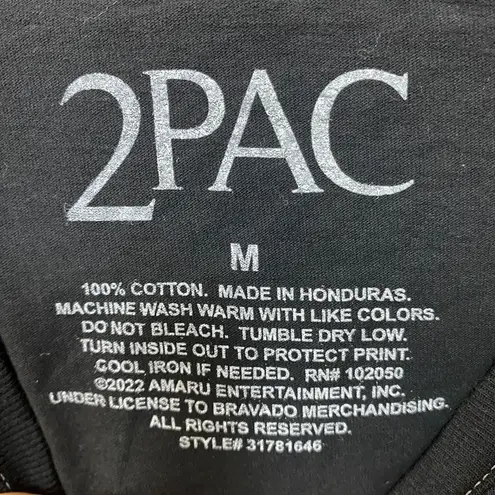 2PAC
M
100% COTTON. MADE IN HONDURAS.
MACHINE WASH WARM WITH LIKE COLORS.
DO NOT BLEACH. TUMBLE DRY LOW.
TURN INSIDE OUT TO PROTECT PRINT.
COOL IRON IF NEEDED. RN# 102050
©2022 AMARU ENTERTAINMENT, INC.
UNDER LICENSE TO BRAVADO MERCHANDISING.
ALL RIGHTS RESERVED.
STYLE# 31781646